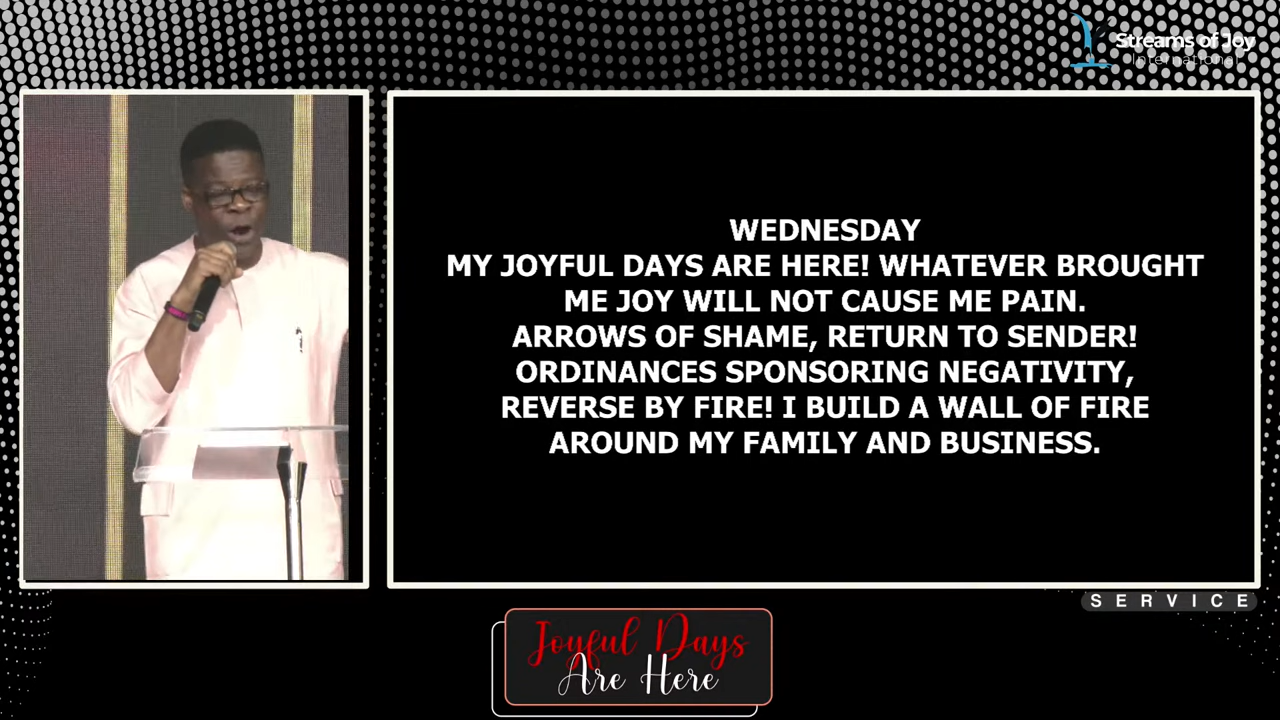 Streams of Joy
International
WEDNESDAY
MY JOYFUL DAYS ARE HERE! WHATEVER BROUGHT
ME JOY WILL NOT CAUSE ME PAIN.
ARROWS OF SHAME, RETURN TO SENDER!
ORDINANCES SPONSORING NEGATIVITY,
REVERSE BY FIRE! I BUILD A WALL OF FIRE
AROUND MY FAMILY AND BUSINESS.
SERVICE
Joyful Days
Are Here